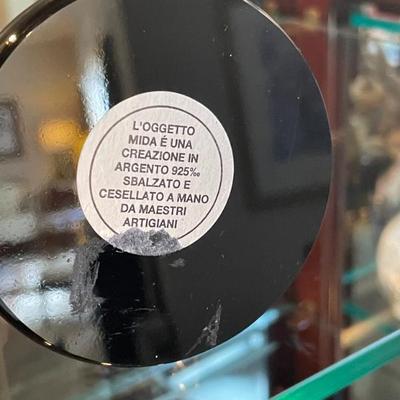 L'OGGETTO
MIDA É UNA
CREAZIONE IN
ARGENTO 925‰
SBALZATO E
CESELLATO A MANO
DA MAESTRI
ARTIGIANI